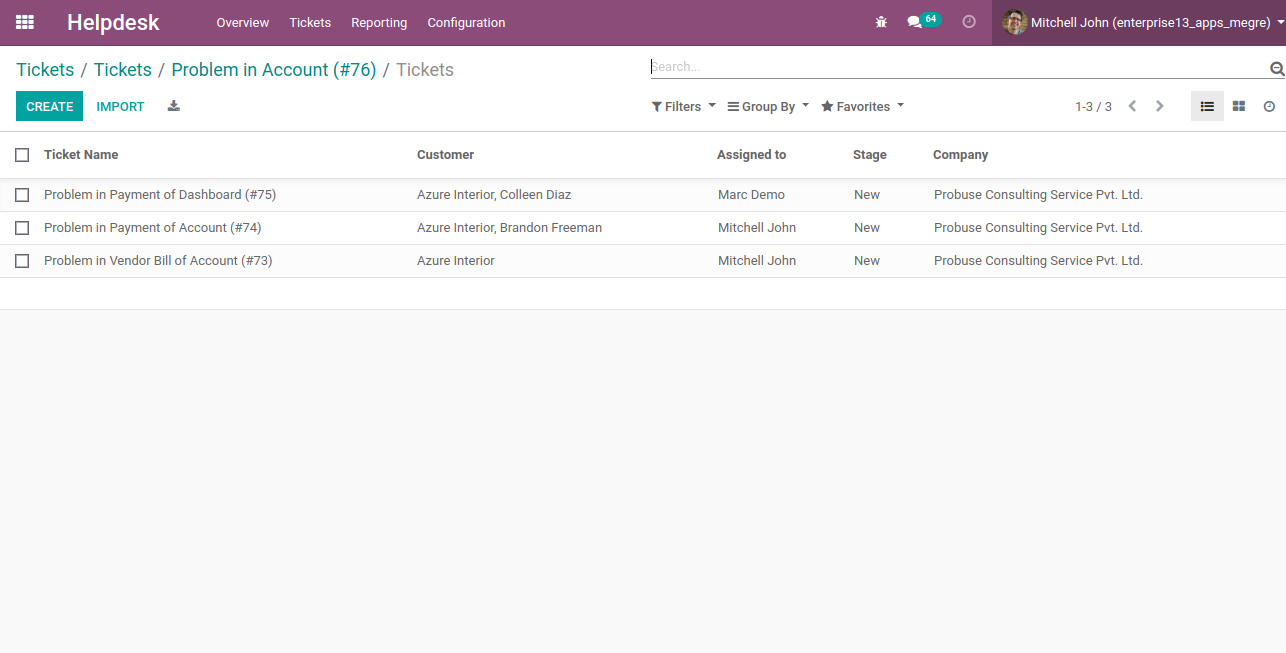 Helpdesk Overview Tickets Reporting Configuration 64 Mitchell John (enterprise13_apps_megre)
Tickets / Tickets / Problem in Account (#76) / Tickets Search...
CREATE IMPORT Filters Group By Favorites 1-3 / 3
Ticket Name Customer Assigned to Stage Company
Problem in Payment of Dashboard (#75) Azure Interior, Colleen Diaz Marc Demo New Probuse Consulting Service Pvt. Ltd.
Problem in Payment of Account (#74) Azure Interior, Brandon Freeman Mitchell John New Probuse Consulting Service Pvt. Ltd.
Problem in Vendor Bill of Account (#73) Azure Interior Mitchell John New Probuse Consulting Service Pvt. Ltd.